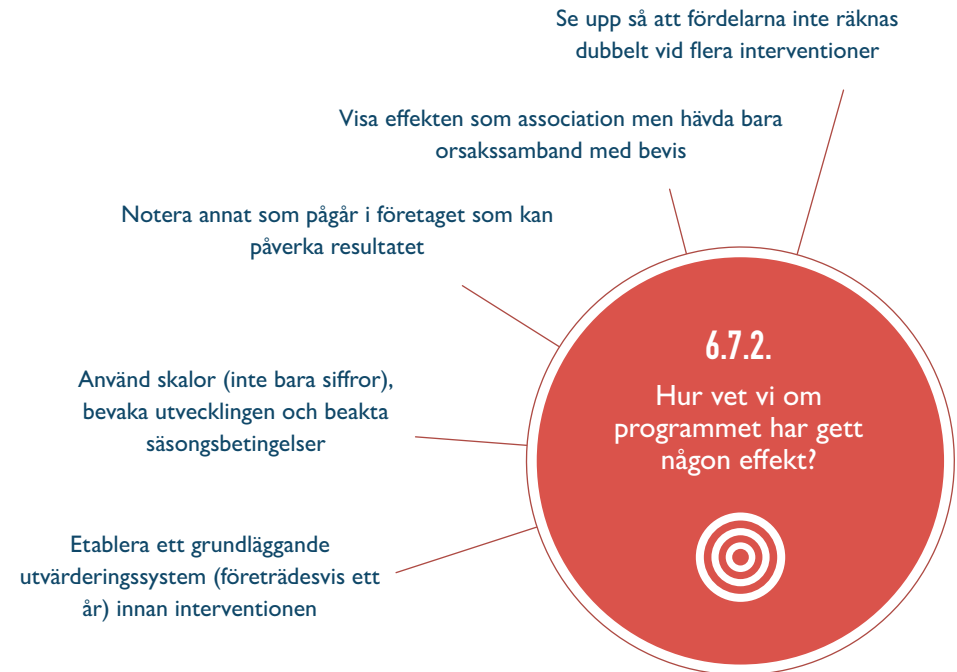 Se upp så att fördelarna inte räknas
dubbelt vid flera interventioner
Visa effekten som association men hävda bara
orsakssamband med bevis
Notera annat som pågår i företaget som kan
påverka resultatet
Använd skalor (inte bara siffror),
bevaka utvecklingen och beakta
säsongsbetingelser
Etablera ett grundläggande
utvärderingssystem (företrädesvis ett
år) innan interventionen
6.7.2.
Hur vet vi om
programmet har gett
någon effekt?